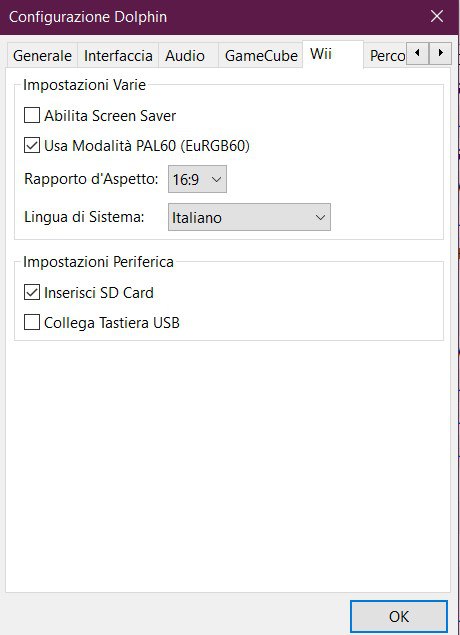 Configurazione Dolphin
Generale Interfaccia Audio GameCube Wii Perco
Impostazioni Varie
Abilita Screen Saver
Usa Modalità PAL60 (EuRGB60)
Rapporto d'Aspetto: 16:9
Lingua di Sistema: Italiano
Impostazioni Periferica
Inserisci SD Card
Collega Tastiera USB
OK